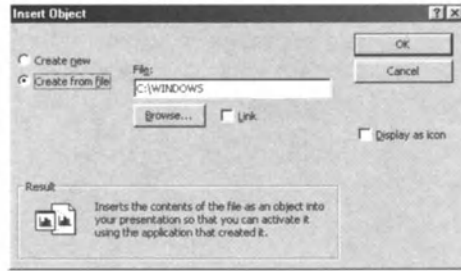 Insert Object
Create new
Create from file
File:
C:\WINDOWS
Browse...
Link
OK
Cancel
Display as icon
Result
Inserts the contents of the file as an object into
your presentation so that you can activate it
using the application that created it.